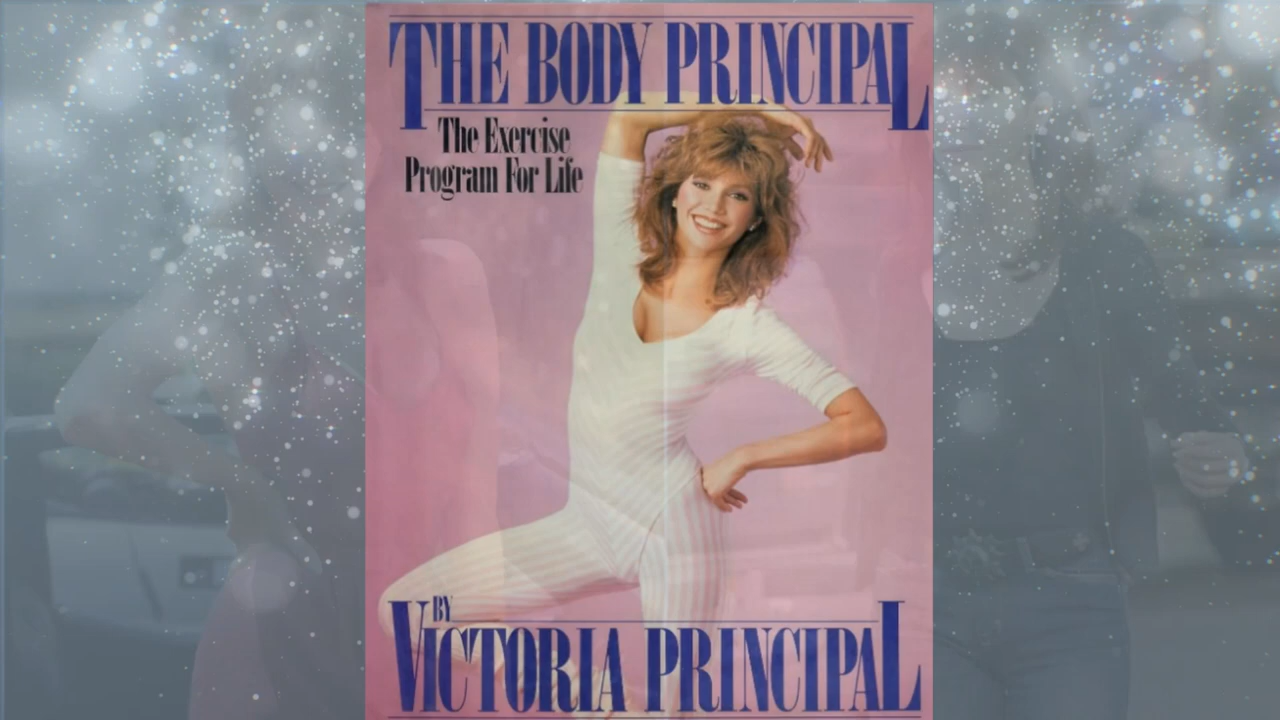 THE BODY PRINCIPAL
The Exercise
Program For Life
BY
VICTORIA PRINCIPAL